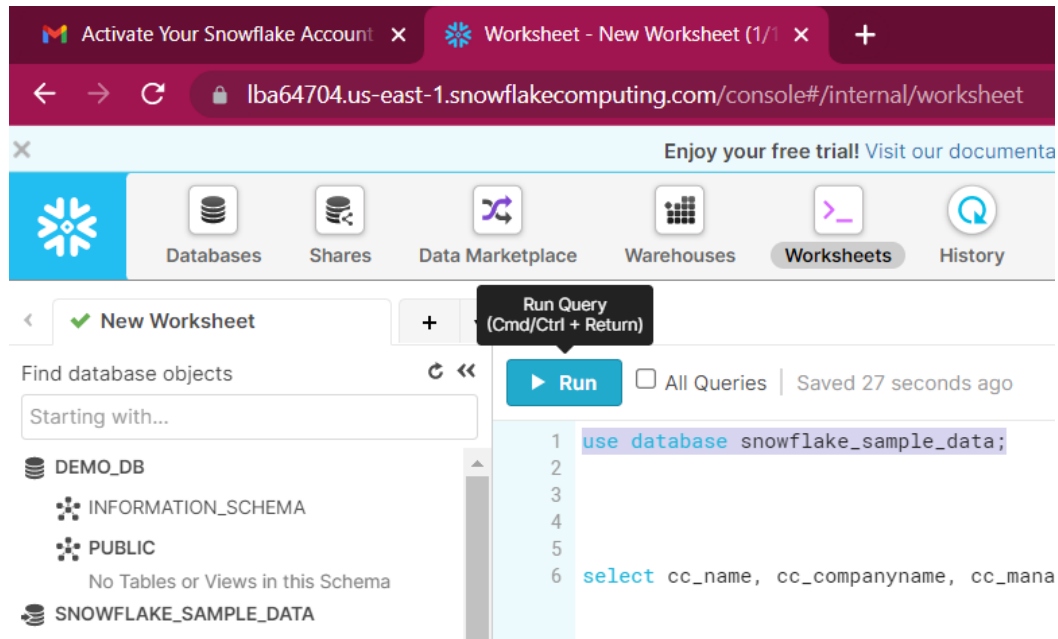 Activate Your Snowflake Account
Worksheet - New Worksheet (1/1
lba64704.us-east-1.snowflakecomputing.com/console#/internal/worksheet
Enjoy your free trial! Visit our documenta
Databases
Shares
Data Marketplace
Warehouses
Worksheets
History
New Worksheet
Run Query
(Cmd/Ctrl + Return)
Find database objects
Starting with...
Run
All Queries
Saved 27 seconds ago
DEMO_DB
INFORMATION_SCHEMA
PUBLIC
No Tables or Views in this Schema
SNOWFLAKE_SAMPLE_DATA
1 use database snowflake_sample_data;
2
3
4
5
6 select cc_name, cc_companyname, cc_mana